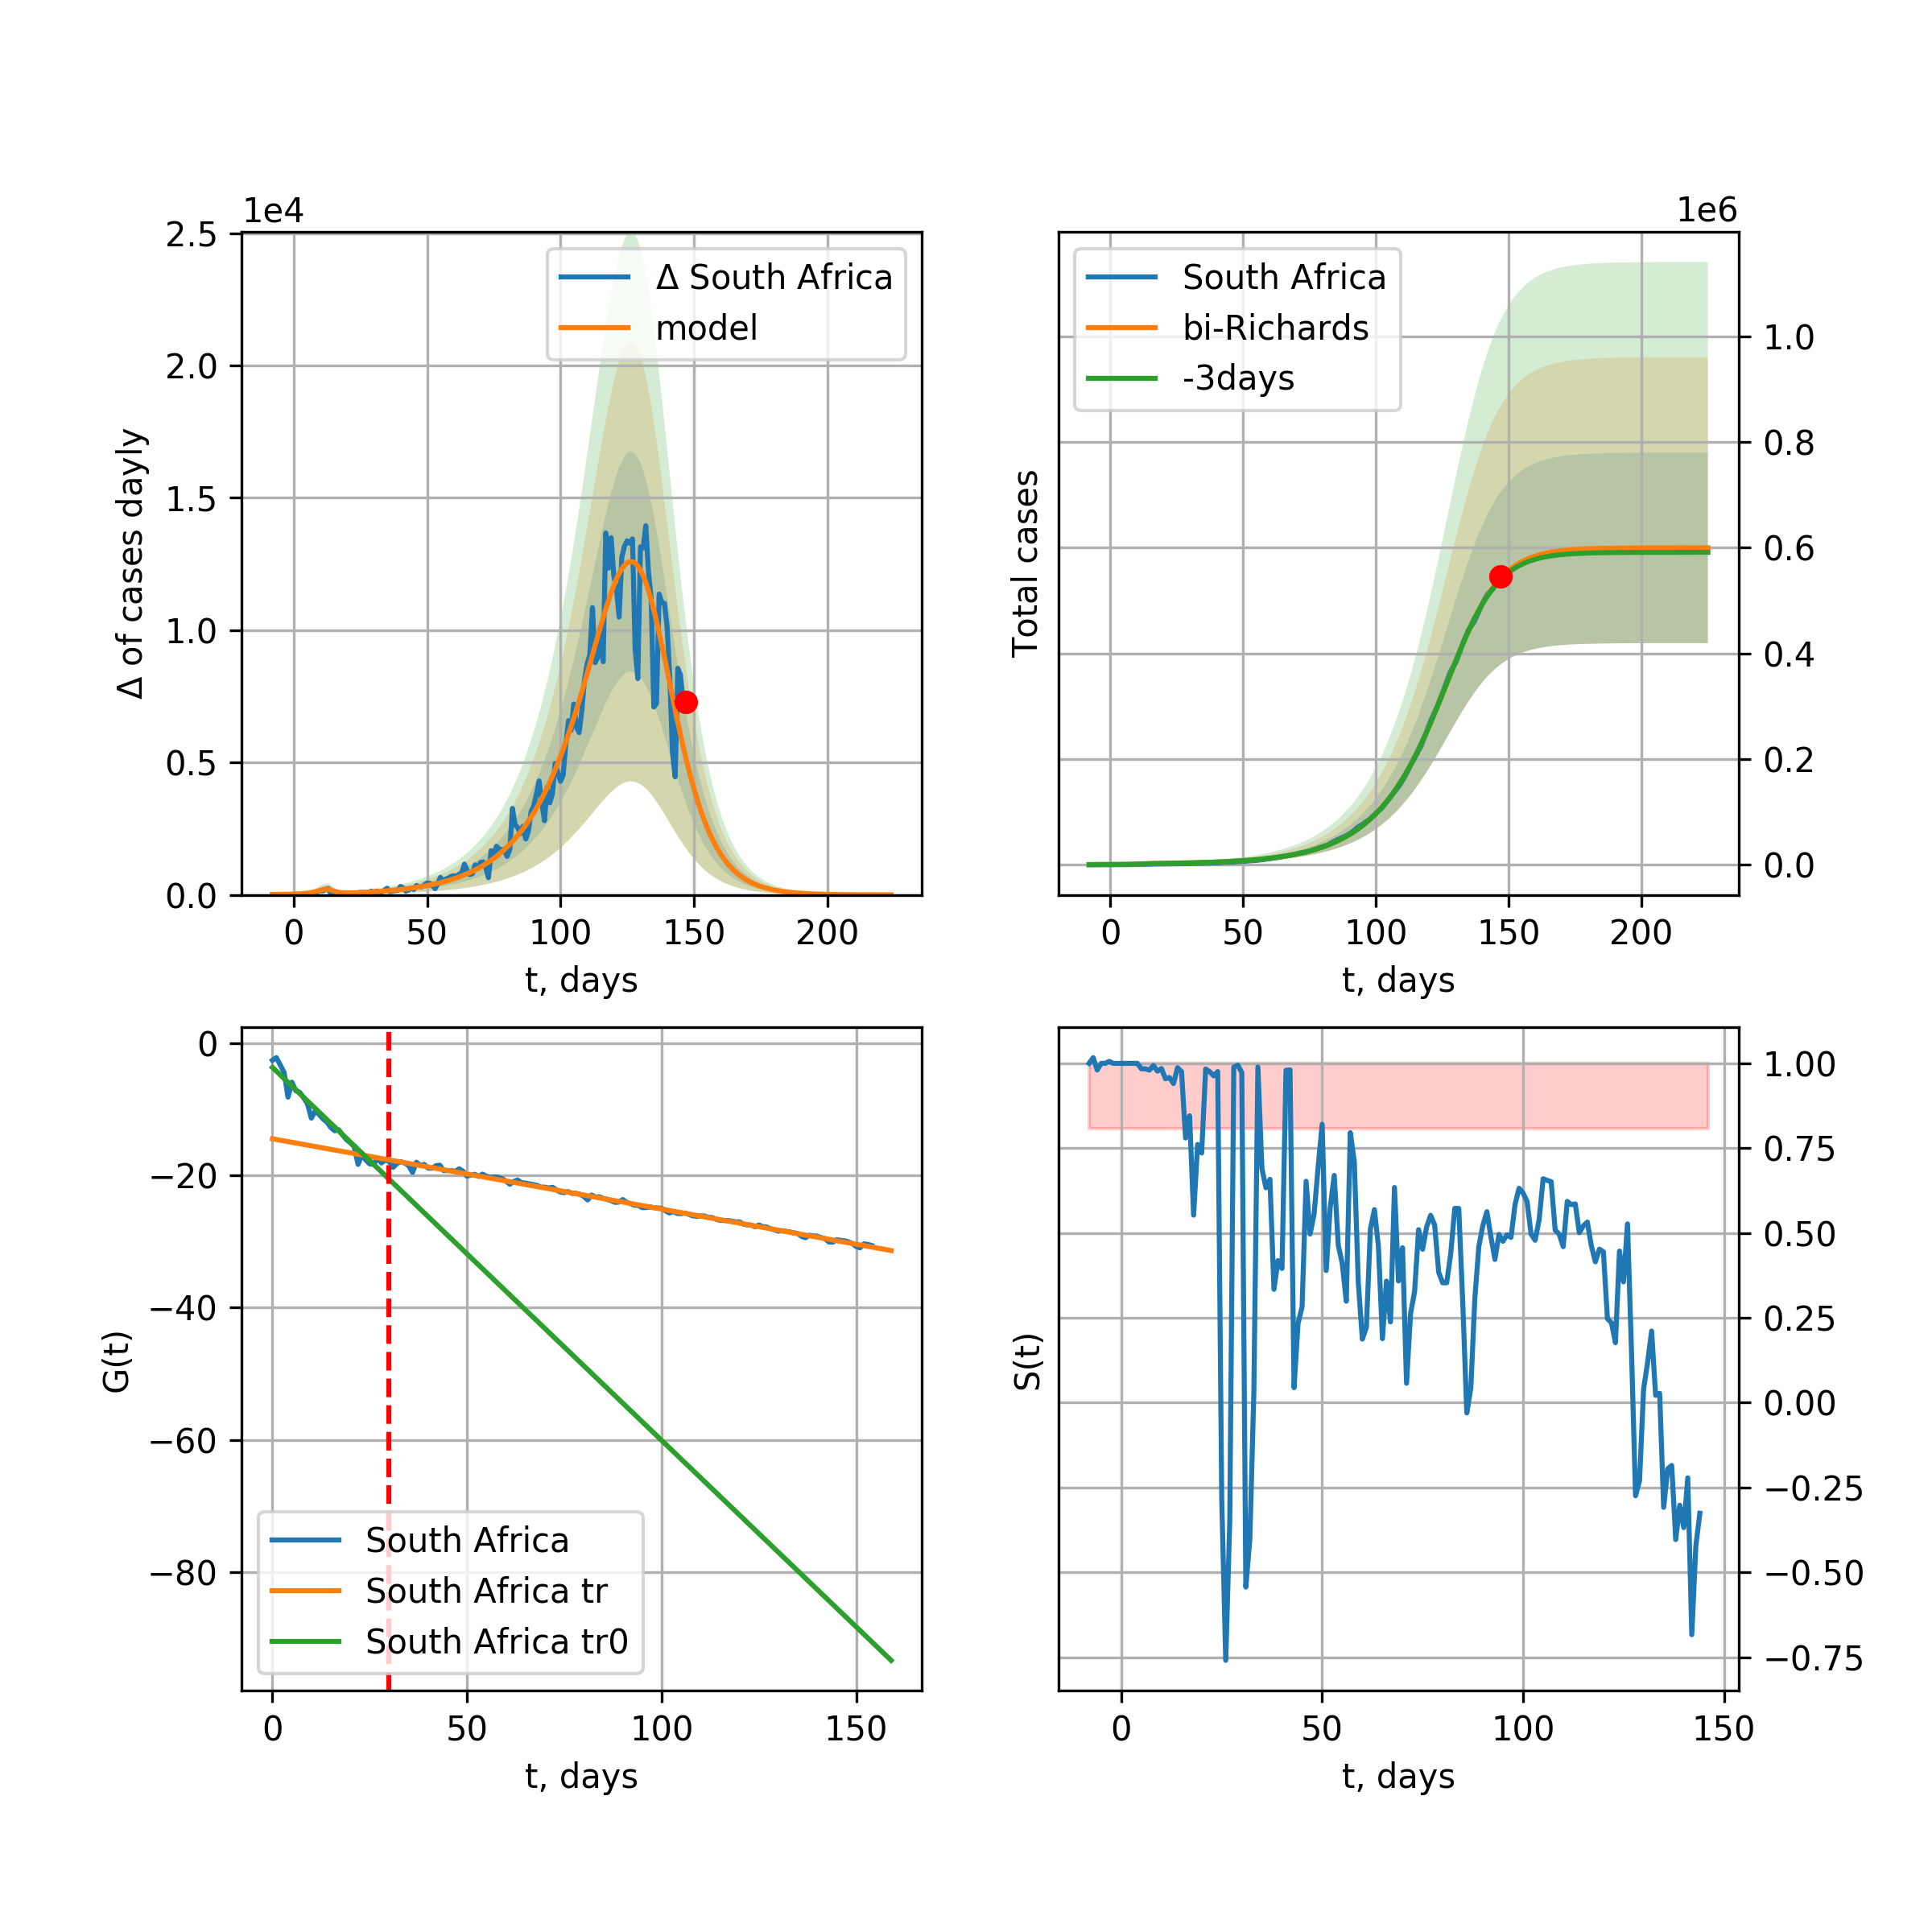 1e4
2.5
2.0
1.5
1.0
0.5
0.0
Δ of cases dayly
Δ South Africa
model
0 50 100 150 200
t, days
1e6
1.0
0.8
0.6
0.4
0.2
0.0
Total cases
South Africa
bi-Richards
-3days
0 50 100 150 200
t, days
0
−20
−40
−60
−80
G(t)
South Africa
South Africa tr
South Africa tr0
0 50 100 150
t, days
1.00
0.75
0.50
0.25
0.00
−0.25
−0.50
−0.75
S(t)
0 50 100 150
t, days